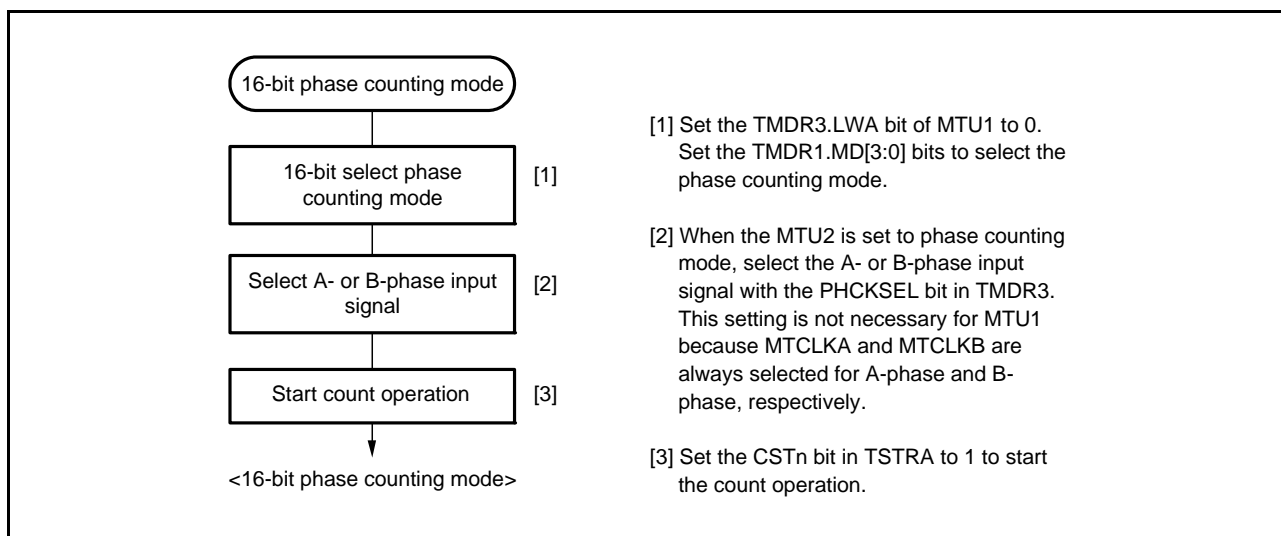 16-bit phase counting mode
16-bit select phase
counting mode
[1]
Select A- or B-phase input
signal
[2]
Start count operation
[3]
<16-bit phase counting mode>
[1] Set the TMDR3.LWA bit of MTU1 to 0.
Set the TMDR1.MD[3:0] bits to select the
phase counting mode.
[2] When the MTU2 is set to phase counting
mode, select the A- or B-phase input
signal with the PHCKSEL bit in TMDR3.
This setting is not necessary for MTU1
because MTCLKA and MTCLKB are
always selected for A-phase and B-
phase, respectively.
[3] Set the CSTn bit in TSTRA to 1 to start
the count operation.